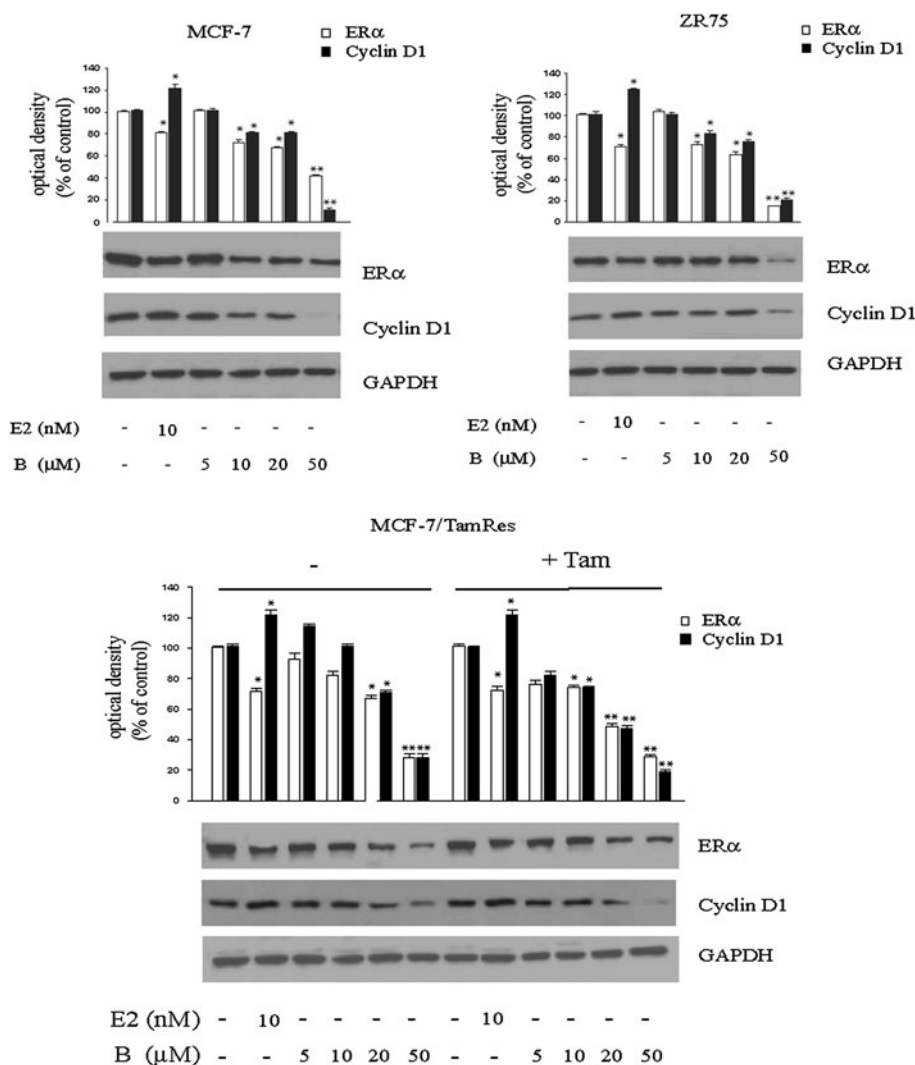 MCF-7
ERα
Cyclin D1
optical density
(% of control)
140
120
100
80
60
40
20
0
* * * * * * ** **
ERα
Cyclin D1
GAPDH
E2 (nM) - 10 - - - -
B (μM) - - 5 10 20 50
ZR75
ERα
Cyclin D1
optical density
(% of control)
140
120
100
80
60
40
20
0
* * * * * * ** **
ERα
Cyclin D1
GAPDH
E2 (nM) - 10 - - - -
B (μM) - - 5 10 20 50
MCF-7/TamRes
- + Tam
ERα
Cyclin D1
optical density
(% of control)
140
120
100
80
60
40
20
0
* * * * ** ** * * * * ** ** ** **
ERα
Cyclin D1
GAPDH
E2 (nM) - 10 - - - - - 10 - - - -
B (μM) - - 5 10 20 50 - - 5 10 20 50